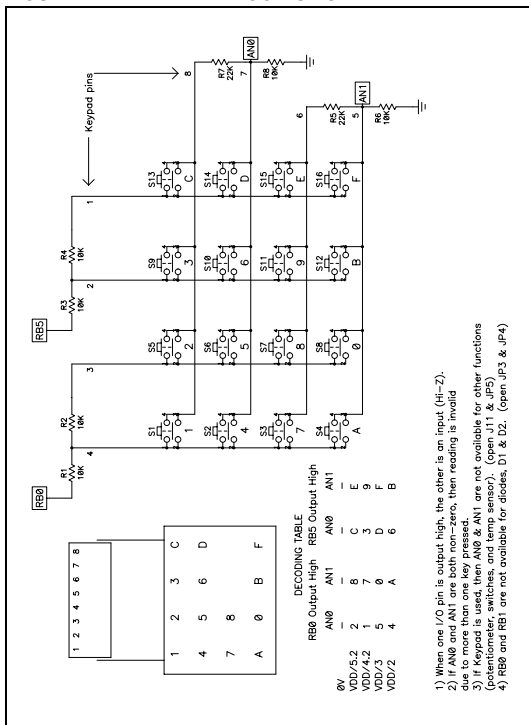 Keypad pins
RB0
RB5
R1
10K
R2
10K
R3
10K
R4
10K
4
3
2
1
8
S1
S5
S9
S13
1
2
3
C
R7
22K
AN0
7
R8
10K
S2
S6
S10
S14
4
5
6
D
S3
S7
S11
S15
7
8
9
E
6
R5
22K
AN1
5
R6
10K
S4
S8
S12
S16
A
0
B
F
1 2 3 4 5 6 7 8
1 2 3 C
4 5 6 D
7 8
A 0 B F
DECODING TABLE
RB0 Output High RB5 Output High
AN0 AN1 AN0 AN1
0V – – – –
VDD/5.2 2 8 C E
VDD/4.2 1 7 3 9
VDD/3 5 0 D F
VDD/2 4 A 6 B
1) When one I/O pin is output high, the other is an input (Hi-Z).
2) If AN0 and AN1 are both non-zero, then reading is invalid
due to more than one key pressed.
3) If Keypad is used, then AN0 & AN1 are not available for other functions
(potentiometer, switches, and temp sensor). (open J11 & JP5)
4) RB0 and RB1 are not available for diodes, D1 & D2. (open JP3 & JP4)